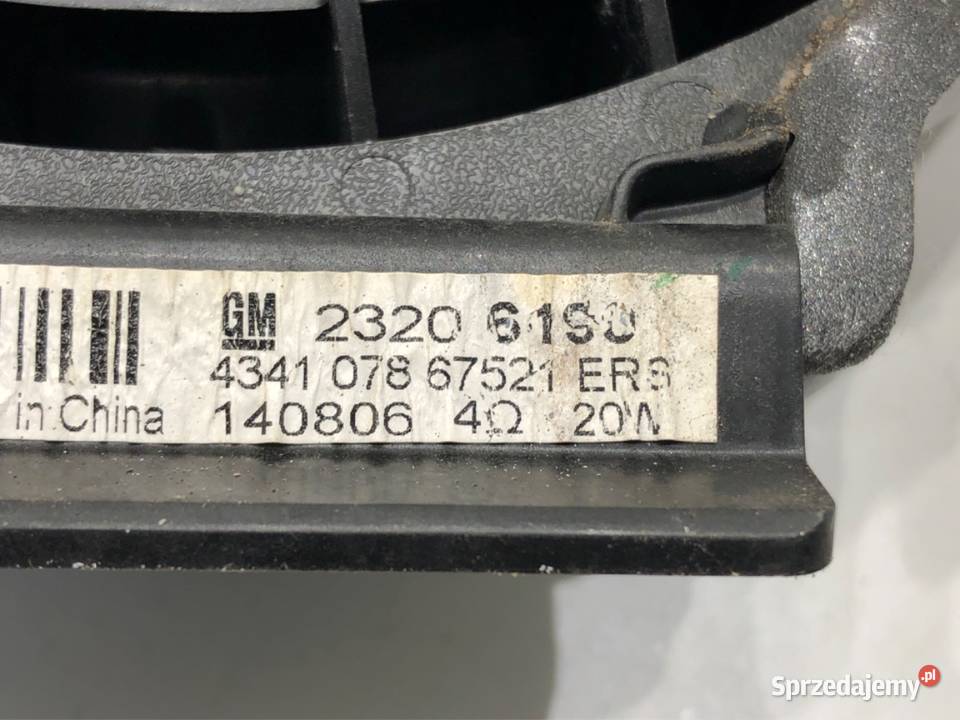 GM 2320
4341 078 67521 ERS
in China 140806 4Ω 20W
Sprzedajemy.pl